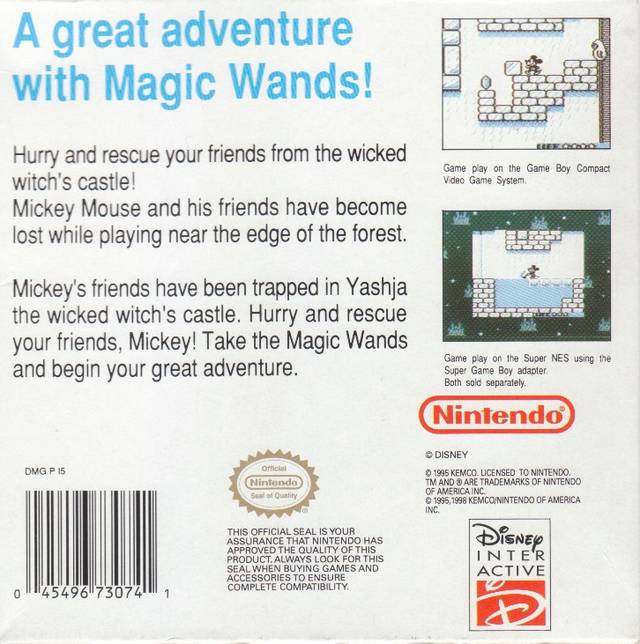 A great adventure
with Magic Wands!
Hurry and rescue your friends from the wicked
witch's castle!
Mickey Mouse and his friends have become
lost while playing near the edge of the forest.
Mickey's friends have been trapped in Yashja
the wicked witch's castle. Hurry and rescue
your friends, Mickey! Take the Magic Wands
and begin your great adventure.
Game play on the Game Boy Compact
Video Game System.
Game play on the Super NES using the
Super Game Boy adapter.
Both sold separately.
Nintendo®
© DISNEY
© 1995 KEMCO. LICENSED TO NINTENDO.
TM AND ® ARE TRADEMARKS OF NINTENDO
OF AMERICA INC.
© 1995,1998 KEMCO/NINTENDO OF AMERICA
INC.
DMG P I5
0 45496 73074 1
Official
Nintendo
Seal of Quality
THIS OFFICIAL SEAL IS YOUR
ASSURANCE THAT NINTENDO HAS
APPROVED THE QUALITY OF THIS
PRODUCT. ALWAYS LOOK FOR THIS
SEAL WHEN BUYING GAMES AND
ACCESSORIES TO ENSURE
COMPLETE COMPATIBILITY.
DISNEY
INTER
ACTIVE
D